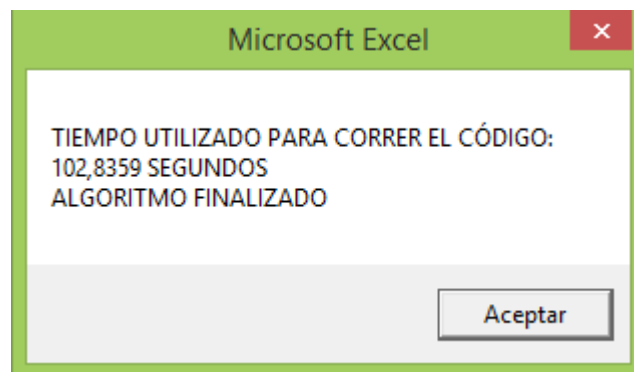 Microsoft Excel
TIEMPO UTILIZADO PARA CORRER EL CÓDIGO:
102,8359 SEGUNDOS
ALGORITMO FINALIZADO
Aceptar